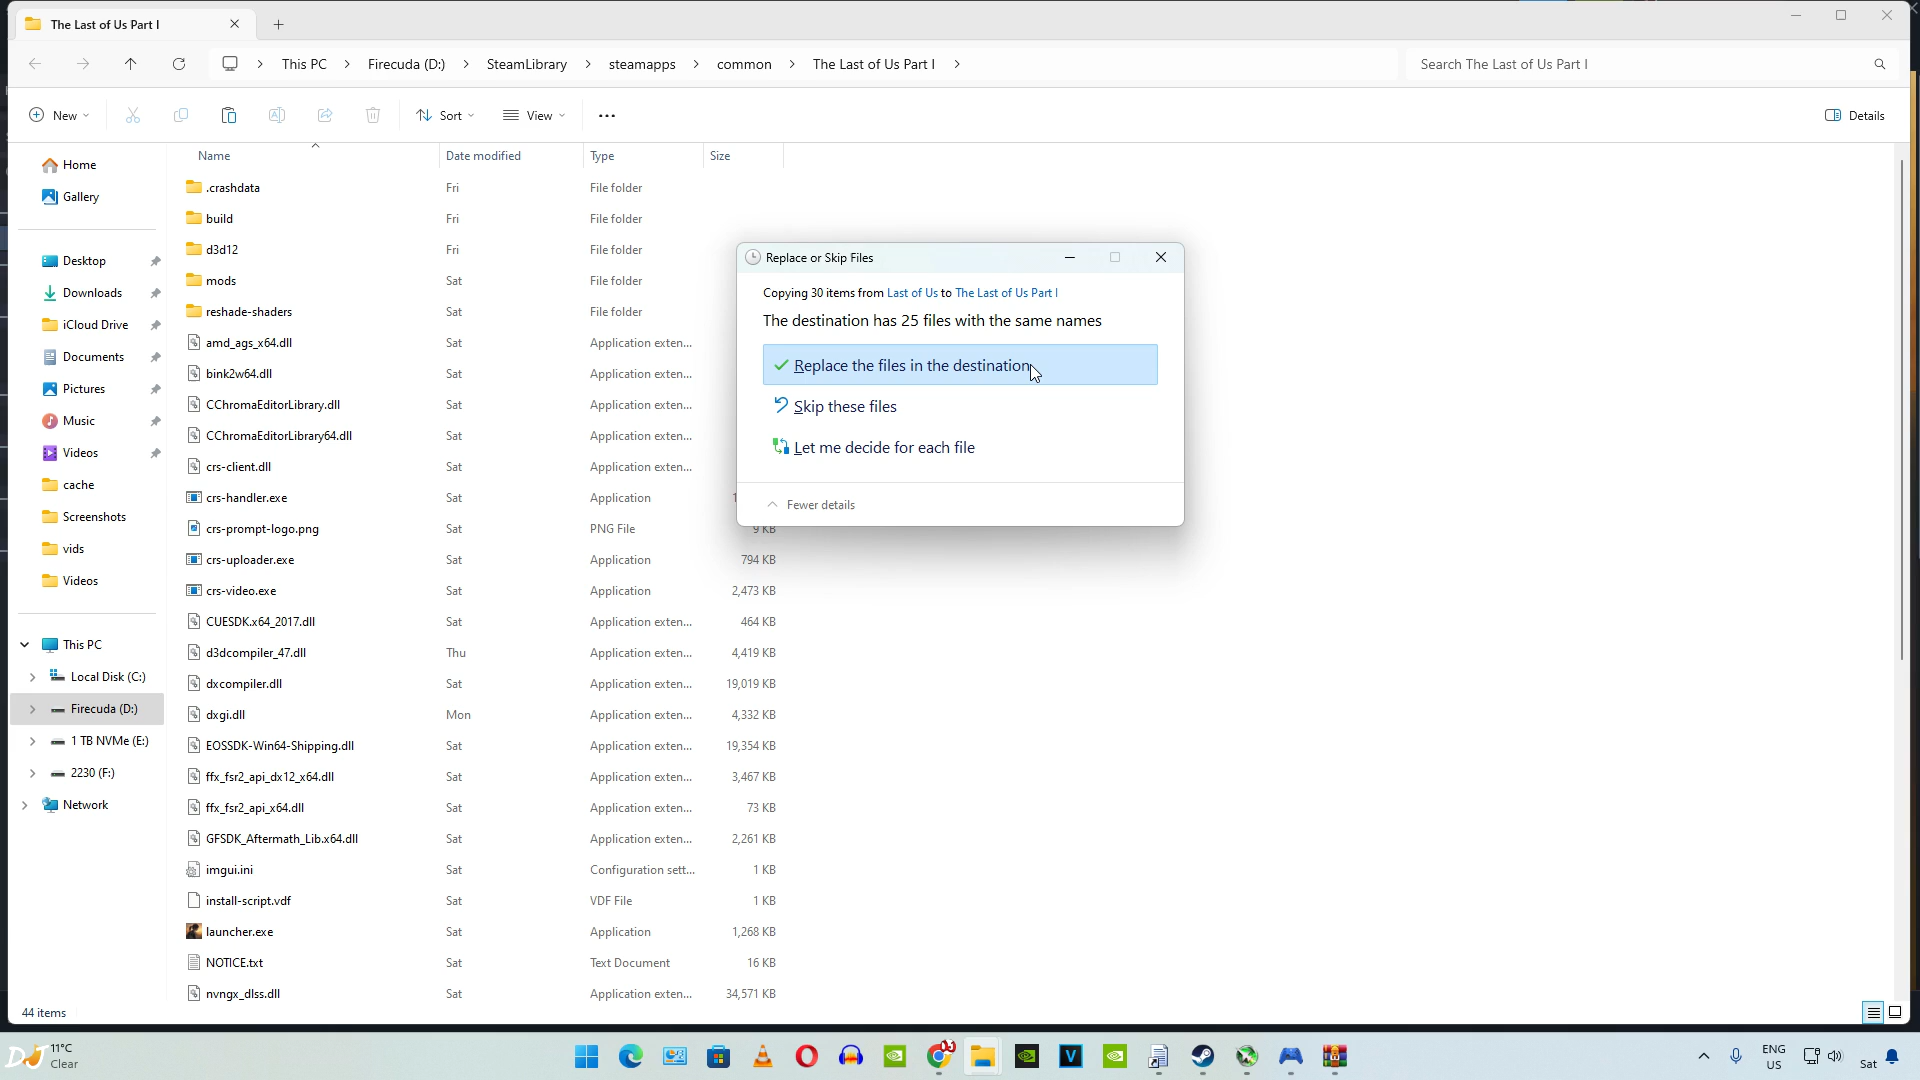 The Last of Us Part I
This PC > Firecuda (D:) > SteamLibrary > steamapps > common > The Last of Us Part I >
Search The Last of Us Part I
New
Sort
View
Details
Name Date modified Type Size
Home
Gallery
Desktop
Downloads
iCloud Drive
Documents
Pictures
Music
Videos
cache
Screenshots
vids
Videos
This PC
Local Disk (C:)
Firecuda (D:)
1 TB NVMe (E:)
2230 (F:)
Network
.crashdata Fri File folder
build Fri File folder
d3d12 Fri File folder
mods Sat File folder
reshade-shaders Sat File folder
amd_ags_x64.dll Sat Application exten...
bink2w64.dll Sat Application exten...
CChromaEditorLibrary.dll Sat Application exten...
CChromaEditorLibrary64.dll Sat Application exten...
crs-client.dll Sat Application exten...
crs-handler.exe Sat Application
crs-prompt-logo.png Sat PNG File 9 KB
crs-uploader.exe Sat Application 794 KB
crs-video.exe Sat Application 2,473 KB
CUESDK.x64_2017.dll Sat Application exten... 464 KB
d3dcompiler_47.dll Thu Application exten... 4,419 KB
dxcompiler.dll Sat Application exten... 19,019 KB
dxgi.dll Mon Application exten... 4,332 KB
EOSSDK-Win64-Shipping.dll Sat Application exten... 19,354 KB
ffx_fsr2_api_dx12_x64.dll Sat Application exten... 3,467 KB
ffx_fsr2_api_x64.dll Sat Application exten... 73 KB
GFSDK_Aftermath_Lib.x64.dll Sat Application exten... 2,261 KB
imgui.ini Sat Configuration sett... 1 KB
install-script.vdf Sat VDF File 1 KB
launcher.exe Sat Application 1,268 KB
NOTICE.txt Sat Text Document 16 KB
nvngx_dlss.dll Sat Application exten... 34,571 KB
Replace or Skip Files
Copying 30 items from Last of Us to The Last of Us Part I
The destination has 25 files with the same names
Replace the files in the destination
Skip these files
Let me decide for each file
Fewer details
44 items
11°C
Clear
ENG
US
Sat